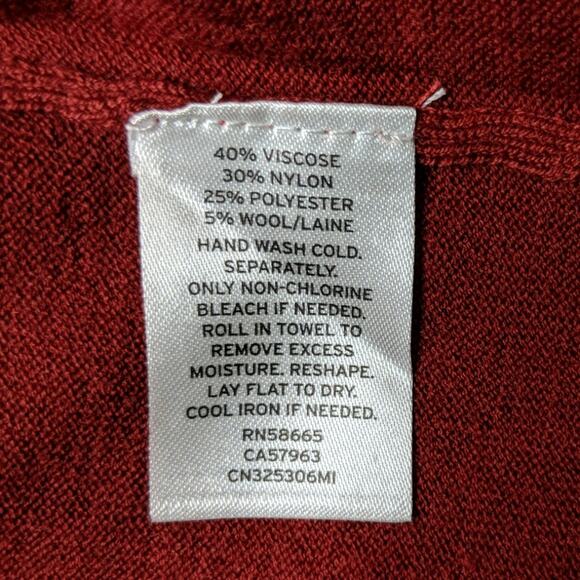 40% VISCOSE
30% NYLON
25% POLYESTER
5% WOOL/LAINE
HAND WASH COLD.
SEPARATELY.
ONLY NON-CHLORINE
BLEACH IF NEEDED.
ROLL IN TOWEL TO
REMOVE EXCESS
MOISTURE. RESHAPE.
LAY FLAT TO DRY.
COOL IRON IF NEEDED.
RN58665
CA57963
CN325306MI